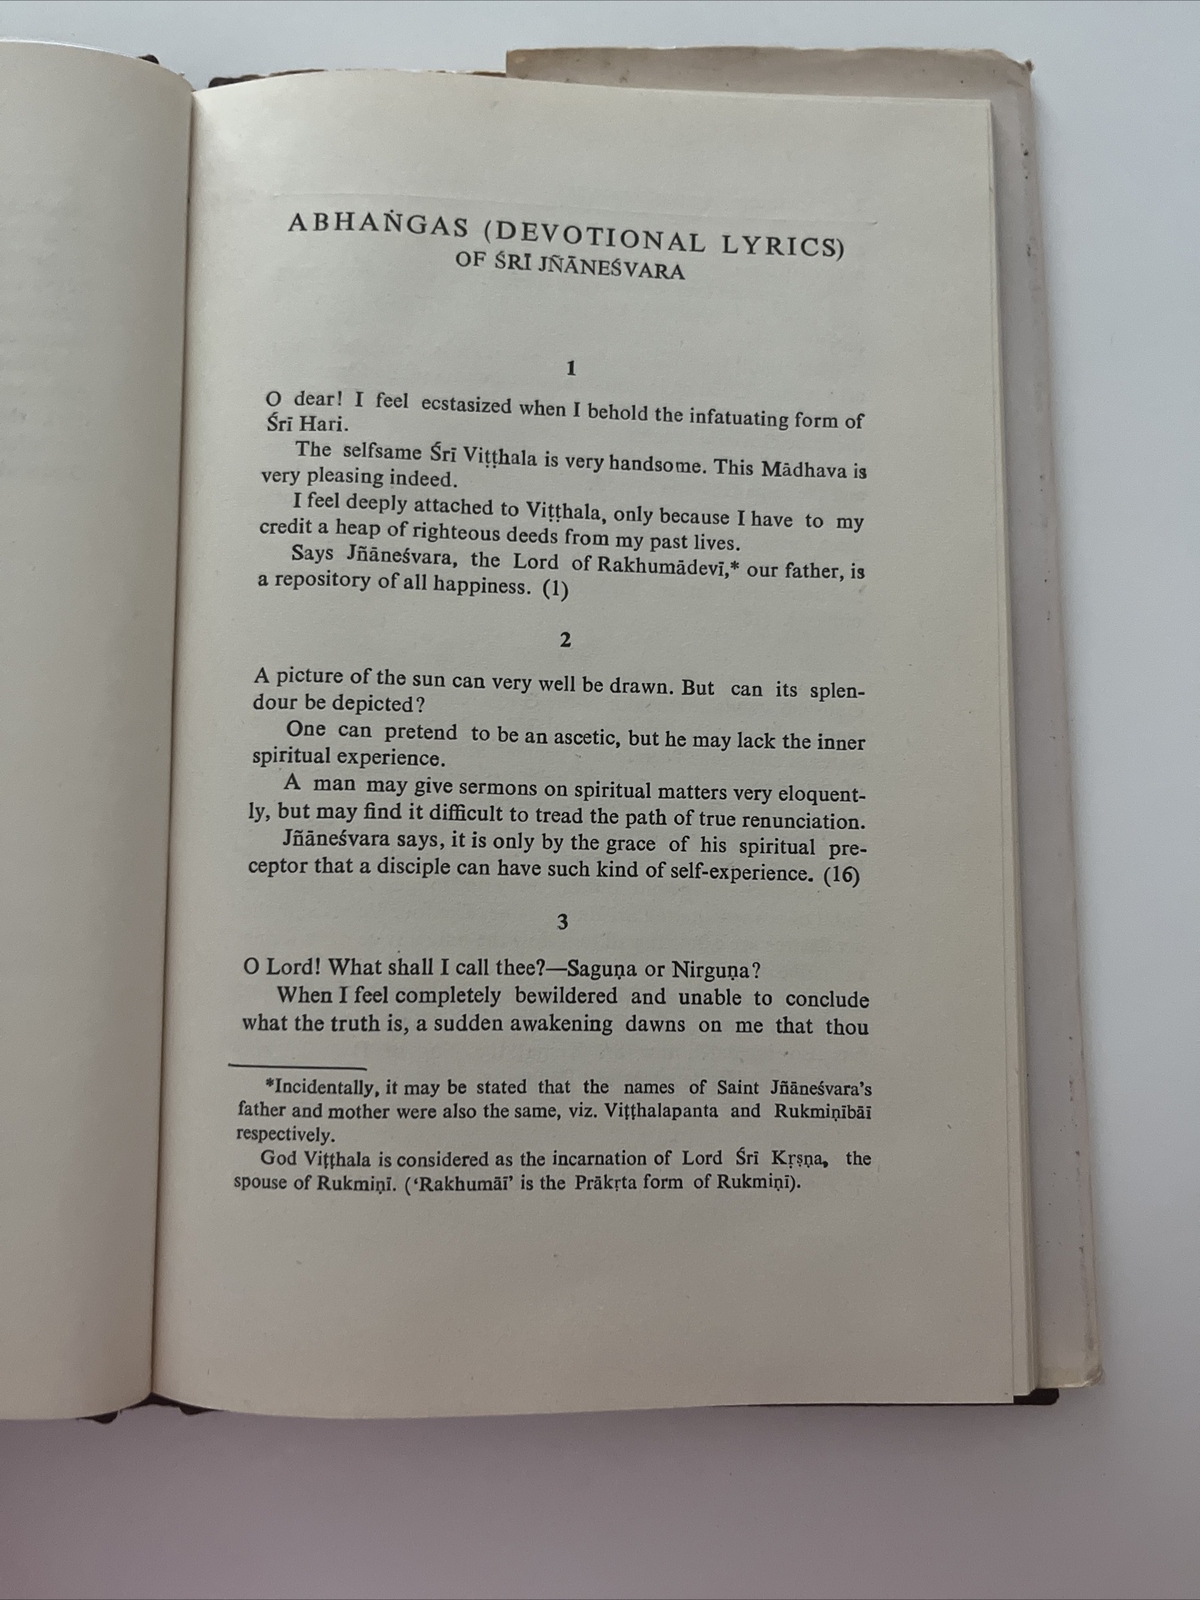 ABHAṄGAS (DEVOTIONAL LYRICS)
OF ŚRĪ JÑĀNEŚVARA
1
O dear! I feel ecstasized when I behold the infatuating form of
Śrī Hari.
The selfsame Śrī Viṭṭhala is very handsome. This Mādhava is
very pleasing indeed.
I feel deeply attached to Viṭṭhala, only because I have to my
credit a heap of righteous deeds from my past lives.
Says Jñāneśvara, the Lord of Rakhumādevī,* our father, is
a repository of all happiness. (1)
2
A picture of the sun can very well be drawn. But can its splen-
dour be depicted?
One can pretend to be an ascetic, but he may lack the inner
spiritual experience.
A man may give sermons on spiritual matters very eloquent-
ly, but may find it difficult to tread the path of true renunciation.
Jñāneśvara says, it is only by the grace of his spiritual pre-
ceptor that a disciple can have such kind of self-experience. (16)
3
O Lord! What shall I call thee?—Saguṇa or Nirguṇa?
When I feel completely bewildered and unable to conclude
what the truth is, a sudden awakening dawns on me that thou
*Incidentally, it may be stated that the names of Saint Jñāneśvara's
father and mother were also the same, viz. Viṭṭhalapanta and Rukmiṇībāī
respectively.
God Viṭṭhala is considered as the incarnation of Lord Śrī Kṛṣṇa, the
spouse of Rukmiṇī. ('Rakhumāī' is the Prākṛta form of Rukmiṇī).